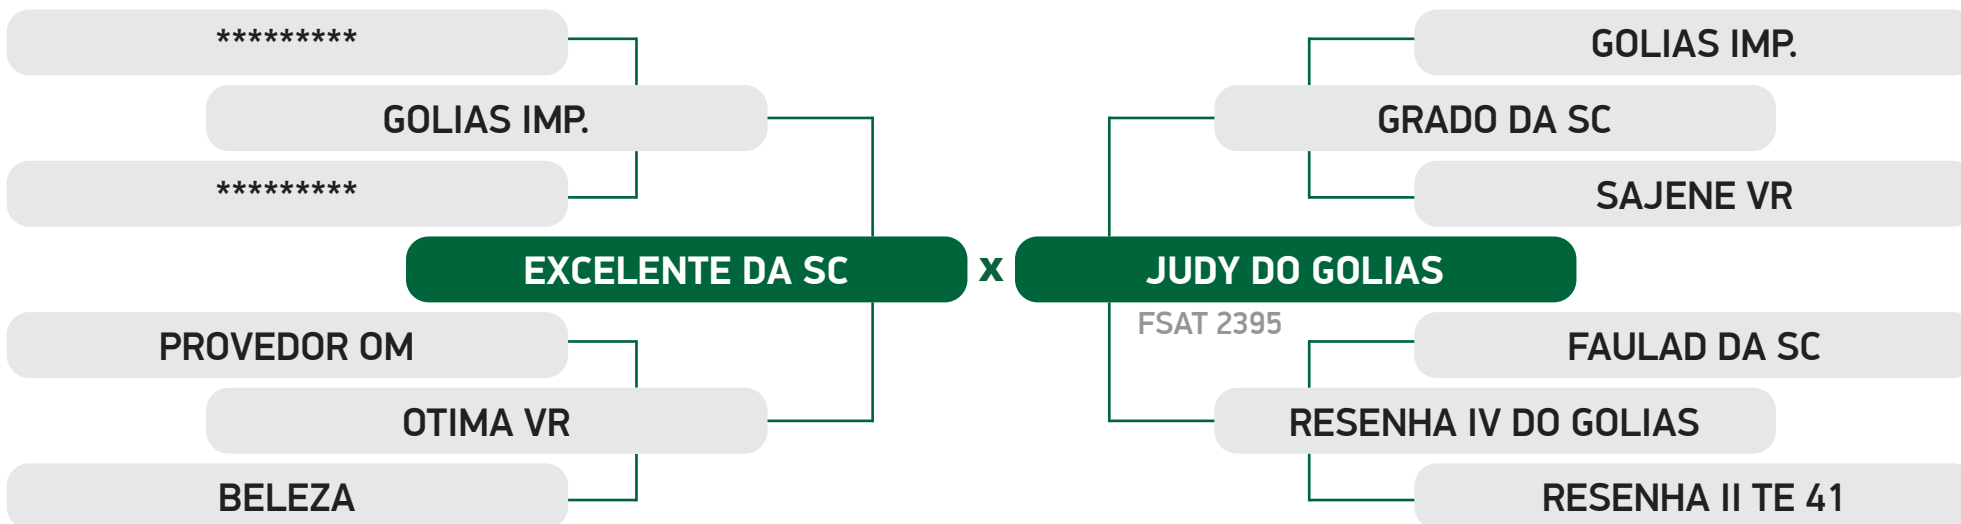 *********
GOLIAS IMP.
GOLIAS IMP.
GRADO DA SC
*********
SAJENE VR
EXCELENTE DA SC x JUDY DO GOLIAS
FSAT 2395
PROVEDOR OM
FAULAD DA SC
OTIMA VR
RESENHA IV DO GOLIAS
BELEZA
RESENHA II TE 41